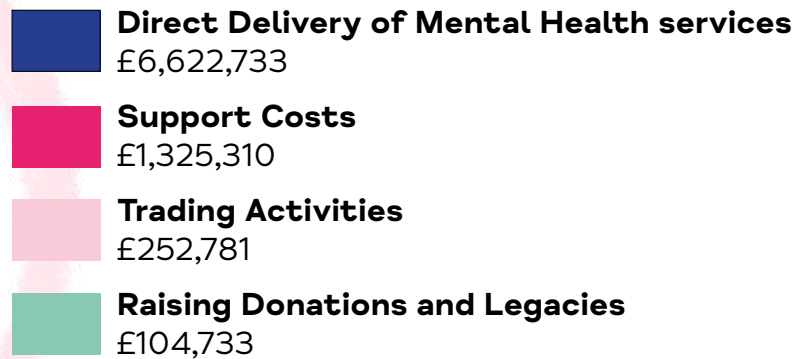 Direct Delivery of Mental Health services
£6,622,733
Support Costs
£1,325,310
Trading Activities
£252,781
Raising Donations and Legacies
£104,733